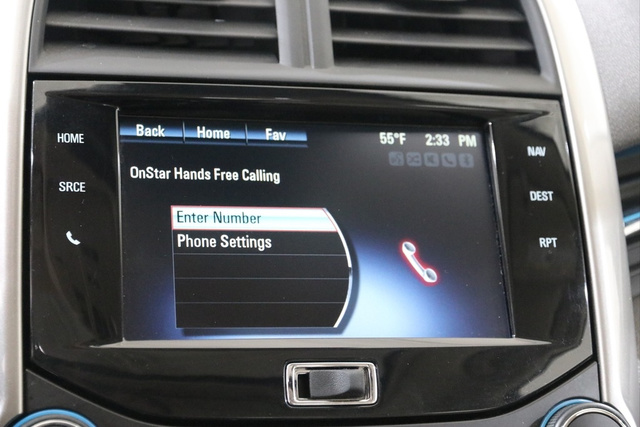 Back Home Fav 55°F 2:33 PM
OnStar Hands Free Calling
Enter Number
Phone Settings
HOME
SRCE
NAV
DEST
RPT